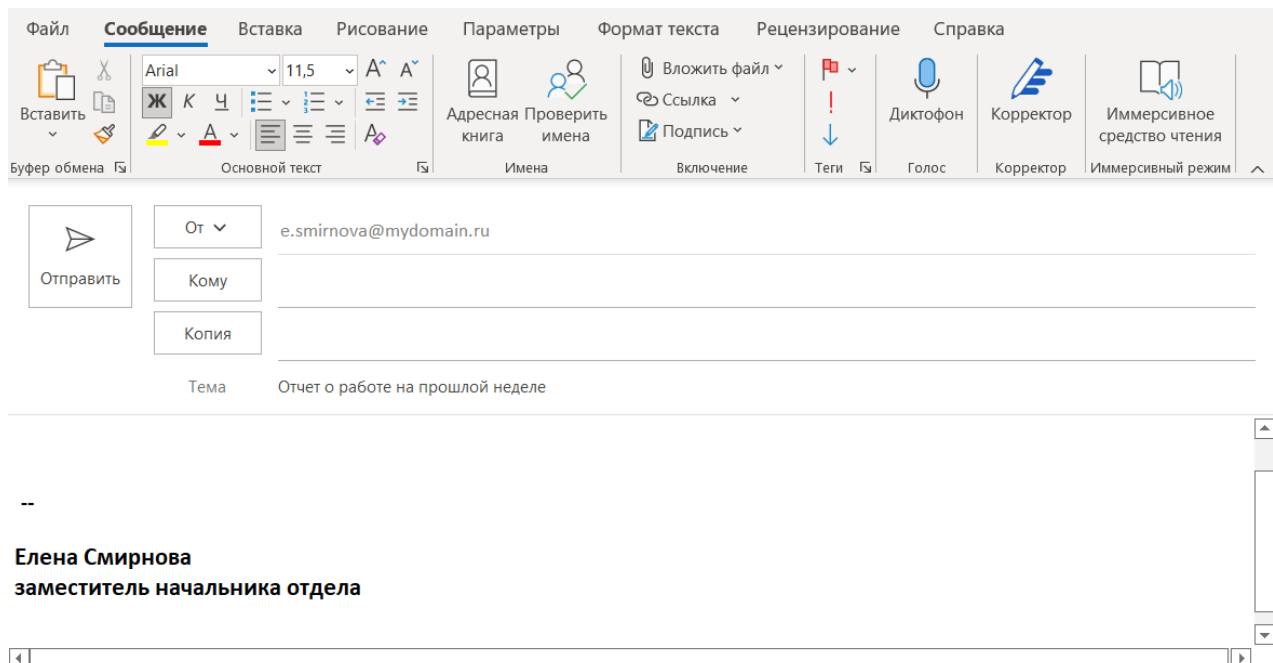 Файл Сообщение Вставка Рисование Параметры Формат текста Рецензирование Справка
Arial 11,5 A^ A˅ Вложить файл
Вставить Ж К Ч Адресная книга Проверить имена Ссылка Диктофон Корректор Иммерсивное средство чтения
А Подпись
Буфер обмена Основной текст Имена Включение Теги Голос Корректор Иммерсивный режим
Отправить
От e.smirnova@mydomain.ru
Кому
Копия
Тема Отчет о работе на прошлой неделе
--
Елена Смирнова
заместитель начальника отдела